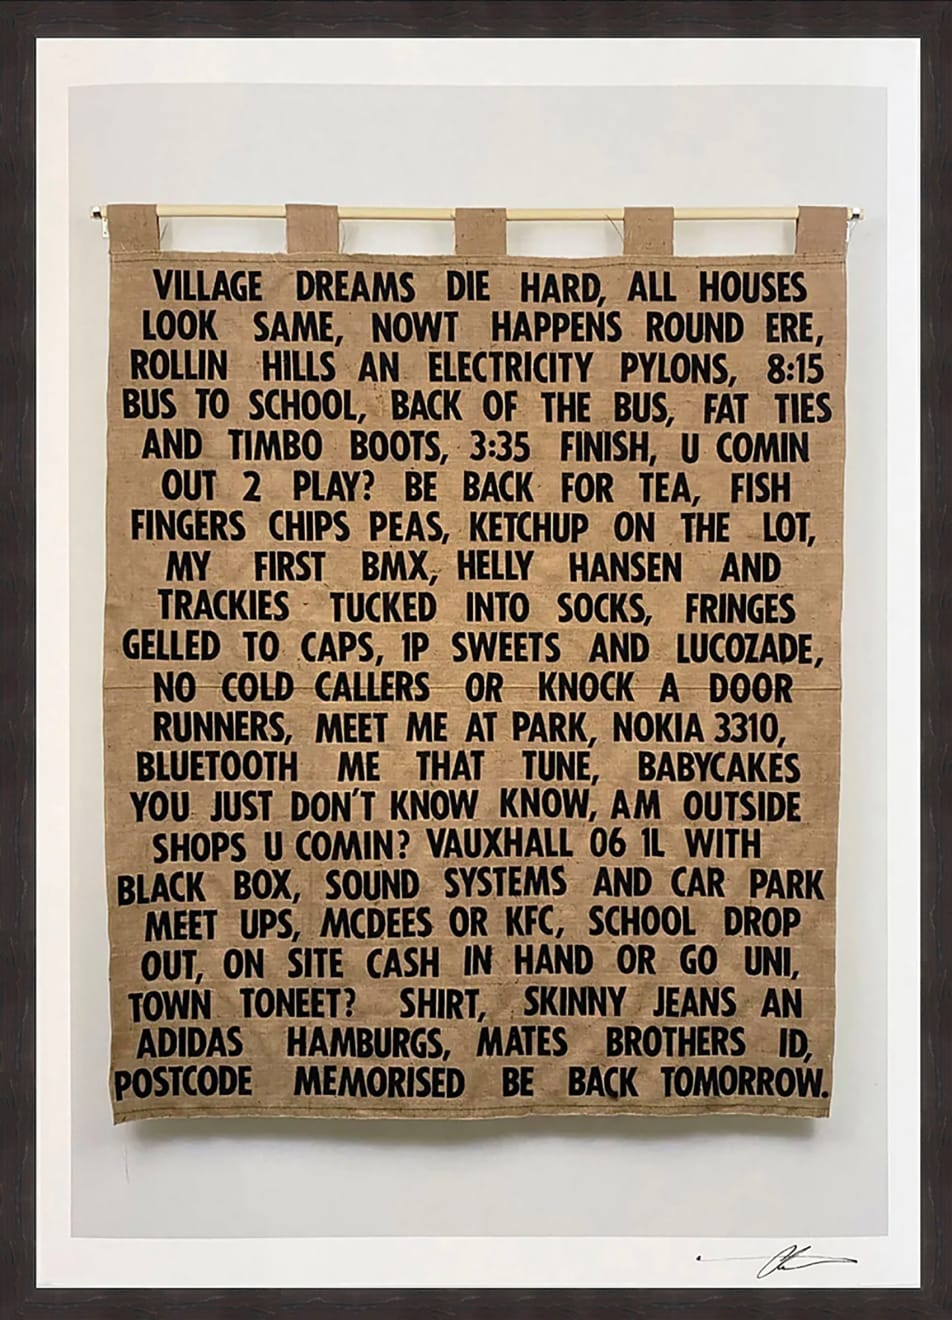 VILLAGE DREAMS DIE HARD, ALL HOUSES
LOOK SAME, NOWT HAPPENS ROUND ERE,
ROLLIN HILLS AN ELECTRICITY PYLONS, 8:15
BUS TO SCHOOL, BACK OF THE BUS, FAT TIES
AND TIMBO BOOTS, 3:35 FINISH, U COMIN
OUT 2 PLAY? BE BACK FOR TEA, FISH
FINGERS CHIPS PEAS, KETCHUP ON THE LOT,
MY FIRST BMX, HELLY HANSEN AND
TRACKIES TUCKED INTO SOCKS, FRINGES
GELLED TO CAPS, 1P SWEETS AND LUCOZADE,
NO COLD CALLERS OR KNOCK A DOOR
RUNNERS, MEET ME AT PARK, NOKIA 3310,
BLUETOOTH ME THAT TUNE, BABYCAKES
YOU JUST DON'T KNOW KNOW, AM OUTSIDE
SHOPS U COMIN? VAUXHALL 06 1L WITH
BLACK BOX, SOUND SYSTEMS AND CAR PARK
MEET UPS, MCDEES OR KFC, SCHOOL DROP
OUT, ON SITE CASH IN HAND OR GO UNI,
TOWN TONEET? SHIRT, SKINNY JEANS AN
ADIDAS HAMBURGS, MATES BROTHERS ID,
POSTCODE MEMORISED BE BACK TOMORROW.